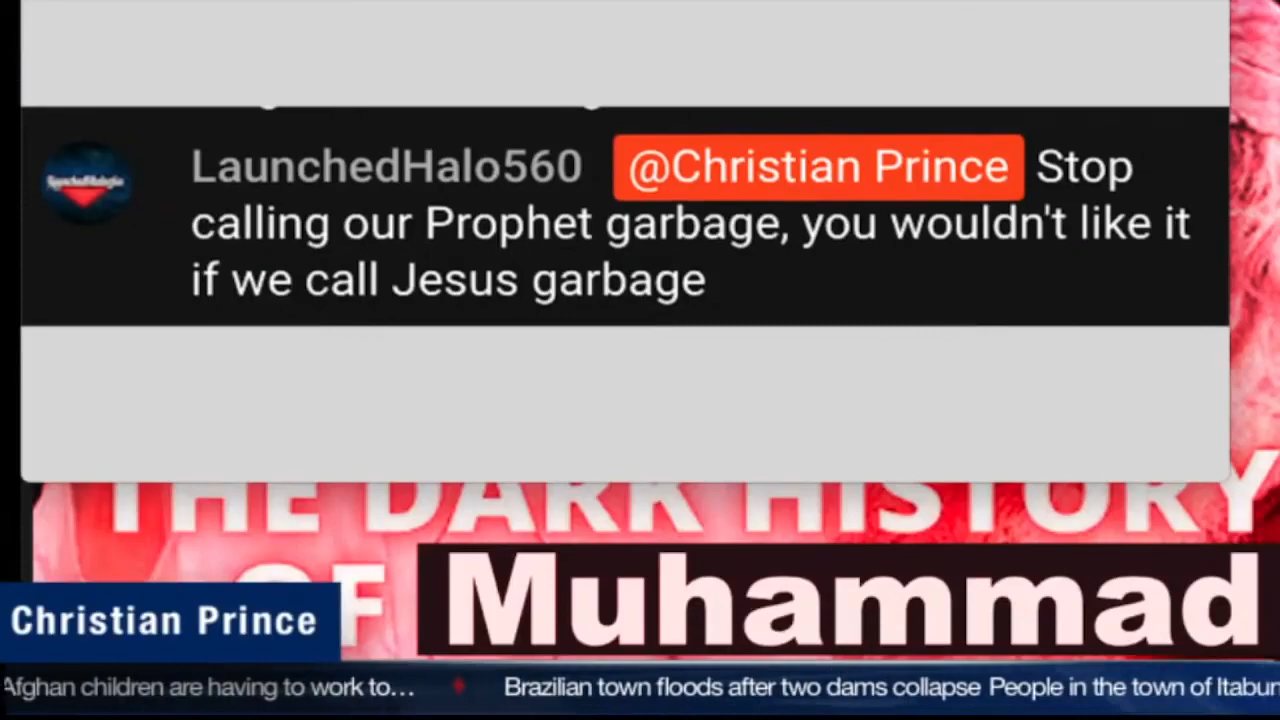 LaunchedHalo560 @Christian Prince Stop
calling our Prophet garbage, you wouldn't like it
if we call Jesus garbage
THE DARK HISTORY
OF Muhammad
Christian Prince
Afghan children are having to work to... Brazilian town floods after two dams collapse People in the town of Itabun